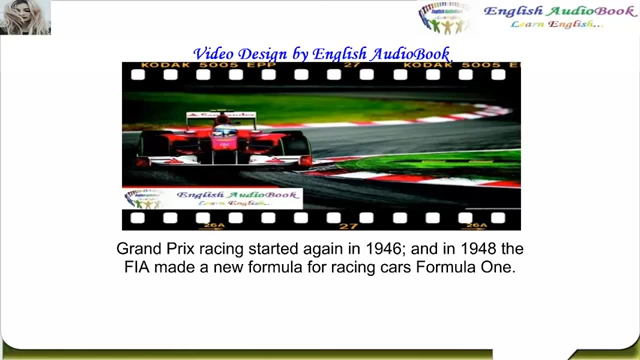 English AudioBook
Learn English...
Video Design by English AudioBook
KODAK 5005 EPP 27 KODAK 5005
Santander
English AudioBook
Learn English...
26A 27 26A
Grand Prix racing started again in 1946; and in 1948 the
FIA made a new formula for racing cars Formula One.